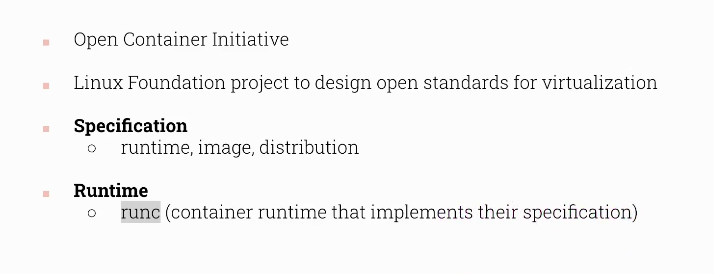 Open Container Initiative
Linux Foundation project to design open standards for virtualization
Specification
runtime, image, distribution
Runtime
runc (container runtime that implements their specification)